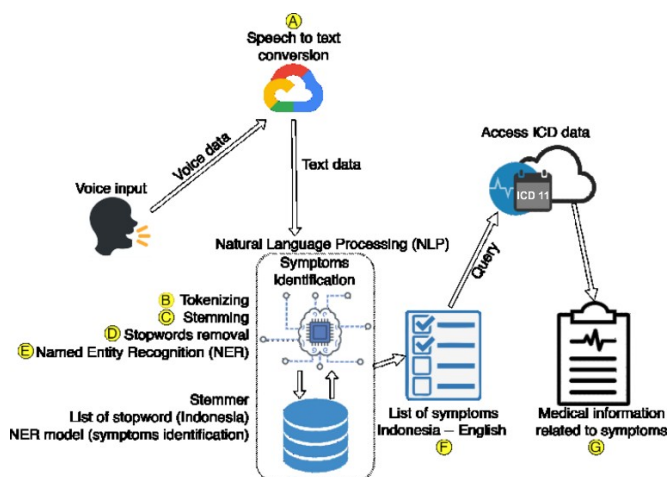 A
Speech to text
conversion
Voice data
Text data
Voice input
Access ICD data
ICD 11
Query
Natural Language Processing (NLP)
Symptoms
identification
B Tokenizing
C Stemming
D Stopwords removal
E Named Entity Recognition (NER)
Stemmer
List of stopword (Indonesia)
NER model (symptoms identification)
List of symptoms
Indonesia – English
F
Medical information
related to symptoms
G